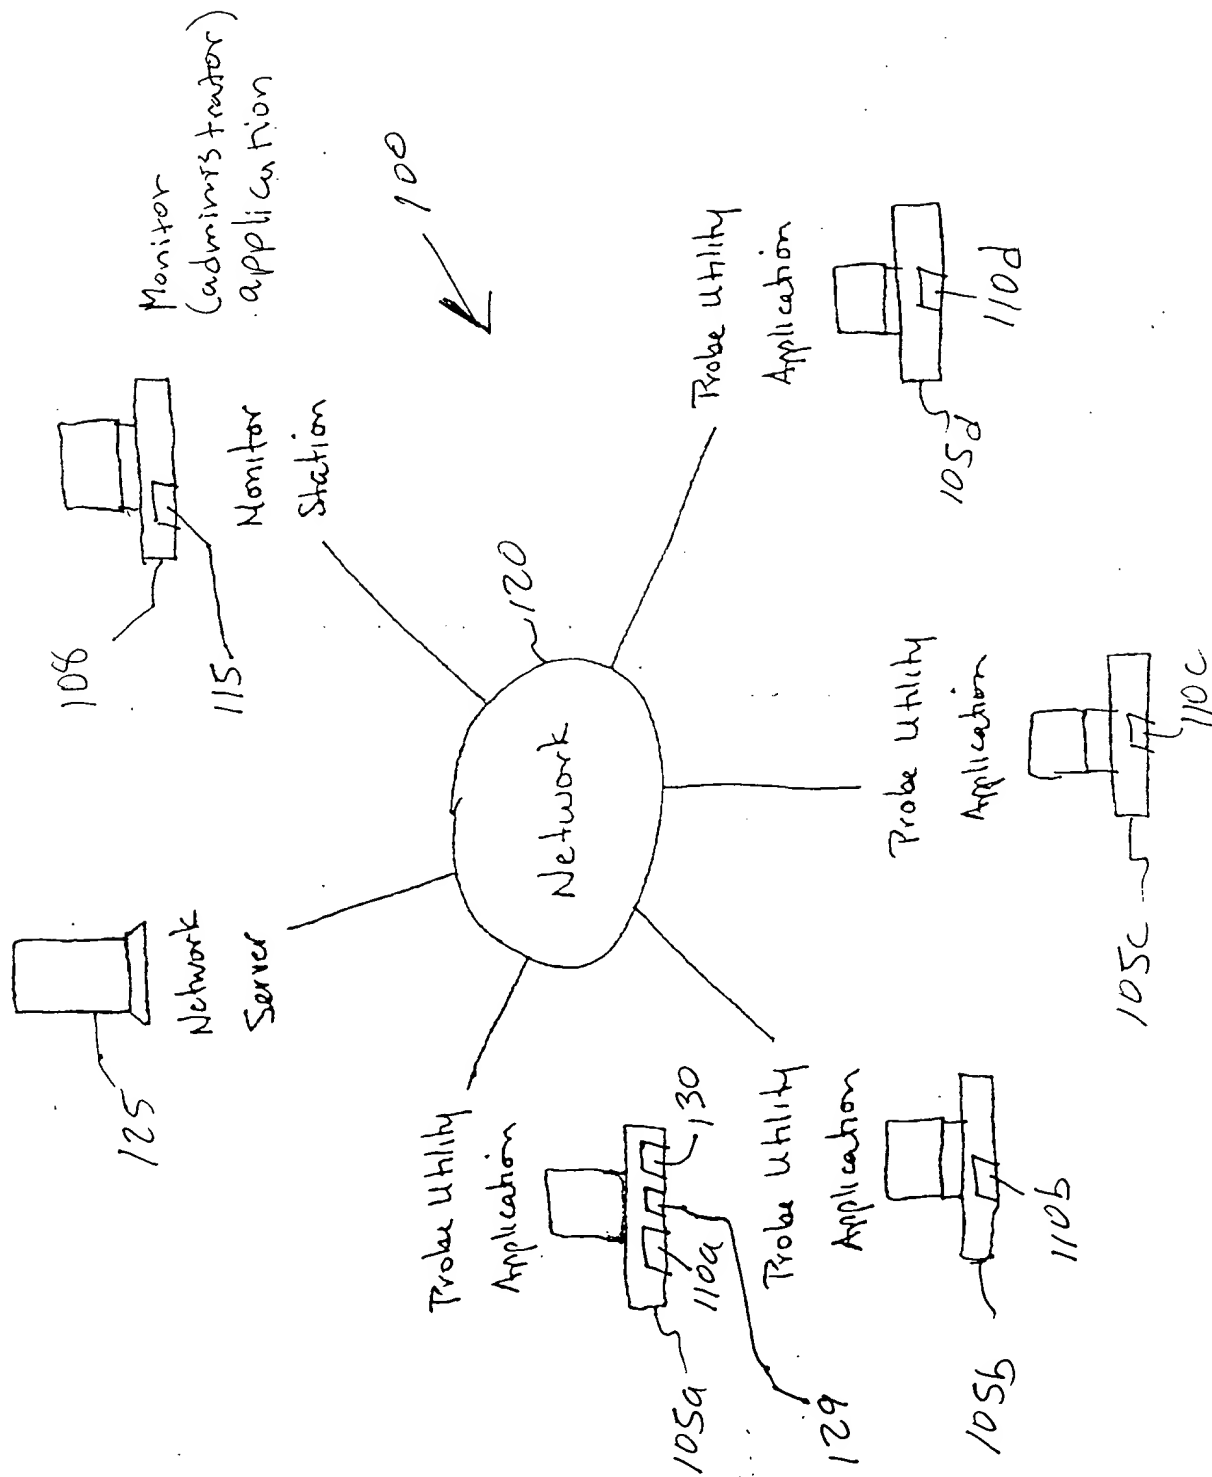 Monitor
(administrator)
application
100
108
115
Monitor
Station
125
Network
Server
120
Network
Probe Utility
Application
105a
110a
129
130
Probe Utility
Application
105b
110b
Probe Utility
Application
105c
110c
Probe Utility
Application
105d
110d